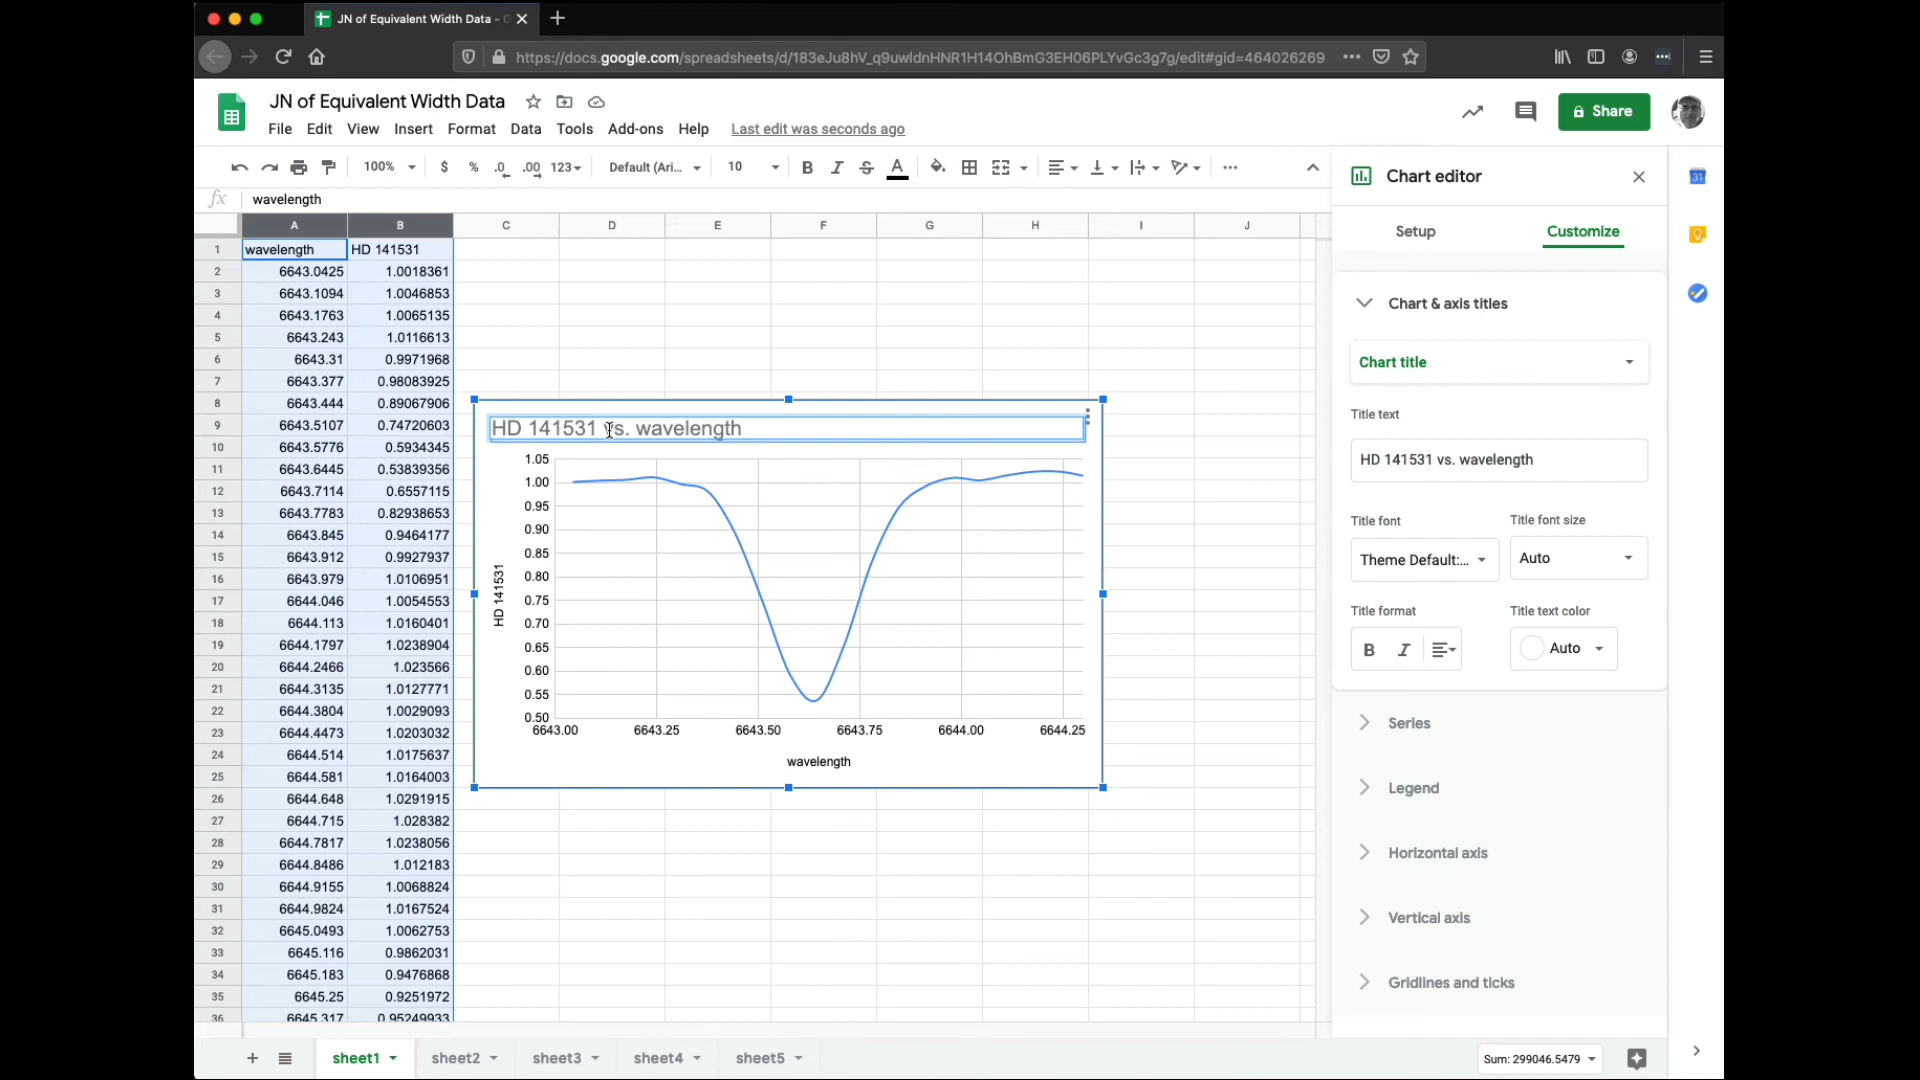 JN of Equivalent Width Data - G
https://docs.google.com/spreadsheets/d/183eJu8hV_q9uwldnHNR1H14OhBmG3EH06PLYvGc3g7g/edit#gid=464026269
JN of Equivalent Width Data
Share
File Edit View Insert Format Data Tools Add-ons Help Last edit was seconds ago
100% $ % .0 .00 123 Default (Ari... 10 B I S A
fx wavelength
Chart editor
31
Setup Customize
A B C D E F G H I J
1 wavelength HD 141531
2 6643.0425 1.0018361
3 6643.1094 1.0046853
4 6643.1763 1.0065135
5 6643.243 1.0116613
6 6643.31 0.9971968
7 6643.377 0.98083925
8 6643.444 0.89067906
9 6643.5107 0.74720603
10 6643.5776 0.5934345
11 6643.6445 0.53839356
12 6643.7114 0.6557115
13 6643.7783 0.82938653
14 6643.845 0.9464177
15 6643.912 0.9927937
16 6643.979 1.0106951
17 6644.046 1.0054553
18 6644.113 1.0160401
19 6644.1797 1.0238904
20 6644.2466 1.023566
21 6644.3135 1.0127771
22 6644.3804 1.0029093
23 6644.4473 1.0203032
24 6644.514 1.0175637
25 6644.581 1.0164003
26 6644.648 1.0291915
27 6644.715 1.028382
28 6644.7817 1.0238056
29 6644.8486 1.012183
30 6644.9155 1.0068824
31 6644.9824 1.0167524
32 6645.0493 1.0062753
33 6645.116 0.9862031
34 6645.183 0.9476868
35 6645.25 0.9251972
36 6645.317 0.95249933
HD 141531 vs. wavelength
1.05
1.00
0.95
0.90
0.85
0.80
0.75
0.70
0.65
0.60
0.55
0.50
HD 141531
6643.00 6643.25 6643.50 6643.75 6644.00 6644.25
wavelength
Chart & axis titles
Chart title
Title text
HD 141531 vs. wavelength
Title font Title font size
Theme Default:... Auto
Title format Title text color
B I Auto
Series
Legend
Horizontal axis
Vertical axis
Gridlines and ticks
sheet1 sheet2 sheet3 sheet4 sheet5 Sum: 299046.5479